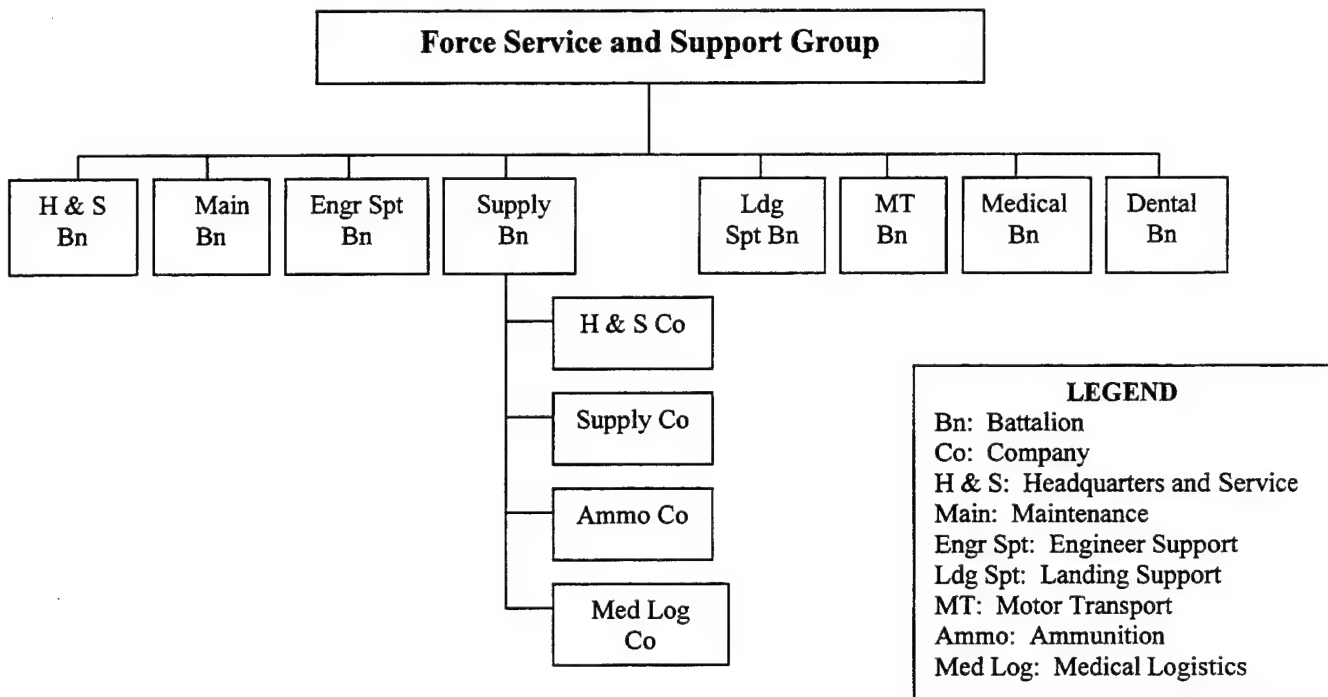 Force Service and Support Group
H & S
Bn
Main
Bn
Engr Spt
Bn
Supply
Bn
Ldg
Spt Bn
MT
Bn
Medical
Bn
Dental
Bn
H & S Co
Supply Co
Ammo Co
Med Log
Co
LEGEND
Bn: Battalion
Co: Company
H & S: Headquarters and Service
Main: Maintenance
Engr Spt: Engineer Support
Ldg Spt: Landing Support
MT: Motor Transport
Ammo: Ammunition
Med Log: Medical Logistics